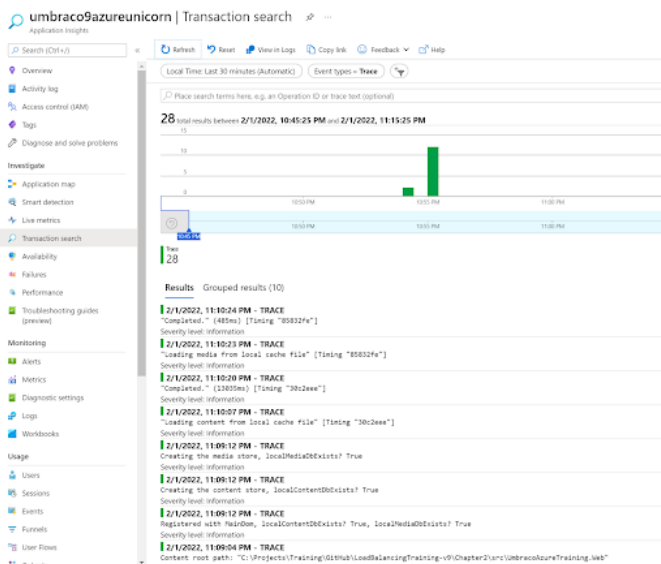 umbraco9azureunicorn | Transaction search
Application Insights
Search (Ctrl+/)
Overview
Activity log
Access control (IAM)
Tags
Diagnose and solve problems
Investigate
Application map
Smart detection
Live metrics
Transaction search
Availability
Failures
Performance
Troubleshooting guides
(preview)
Monitoring
Alerts
Metrics
Diagnostic settings
Logs
Workbooks
Usage
Users
Sessions
Events
Funnels
User Flows
Refresh Reset View in Logs Copy link Feedback Help
Local Time: Last 30 minutes (Automatic) Event types = Trace
Place search terms here, e.g. an Operation ID or trace text (optional)
28 total results between 2/1/2022, 10:45:25 PM and 2/1/2022, 11:15:25 PM
15
10
5
0
10:50 PM 10:55 PM 11:00 PM
10:50 PM 10:55 PM 11:00 PM
10:45 PM
Trace
28
Results Grouped results (10)
2/1/2022, 11:10:24 PM - TRACE
"Completed." (485ms) [Timing "85832fe"]
Severity level: Information
2/1/2022, 11:10:23 PM - TRACE
"Loading media from local cache file" [Timing "85832fe"]
Severity level: Information
2/1/2022, 11:10:20 PM - TRACE
"Completed." (13035ms) [Timing "30c2eee"]
Severity level: Information
2/1/2022, 11:10:07 PM - TRACE
"Loading content from local cache file" [Timing "30c2eee"]
Severity level: Information
2/1/2022, 11:09:12 PM - TRACE
Creating the media store, localMediaDbExists? True
Severity level: Information
2/1/2022, 11:09:12 PM - TRACE
Creating the content store, localContentDbExists? True
Severity level: Information
2/1/2022, 11:09:12 PM - TRACE
Registered with MainDom, localContentDbExists? True, localMediaDbExists? True
Severity level: Information
2/1/2022, 11:09:04 PM - TRACE
Content root path: "C:\Projects\Training\GitHub\LoadBalancingTraining-v9\Chapter2\src\UmbracoAzureTraining.Web"